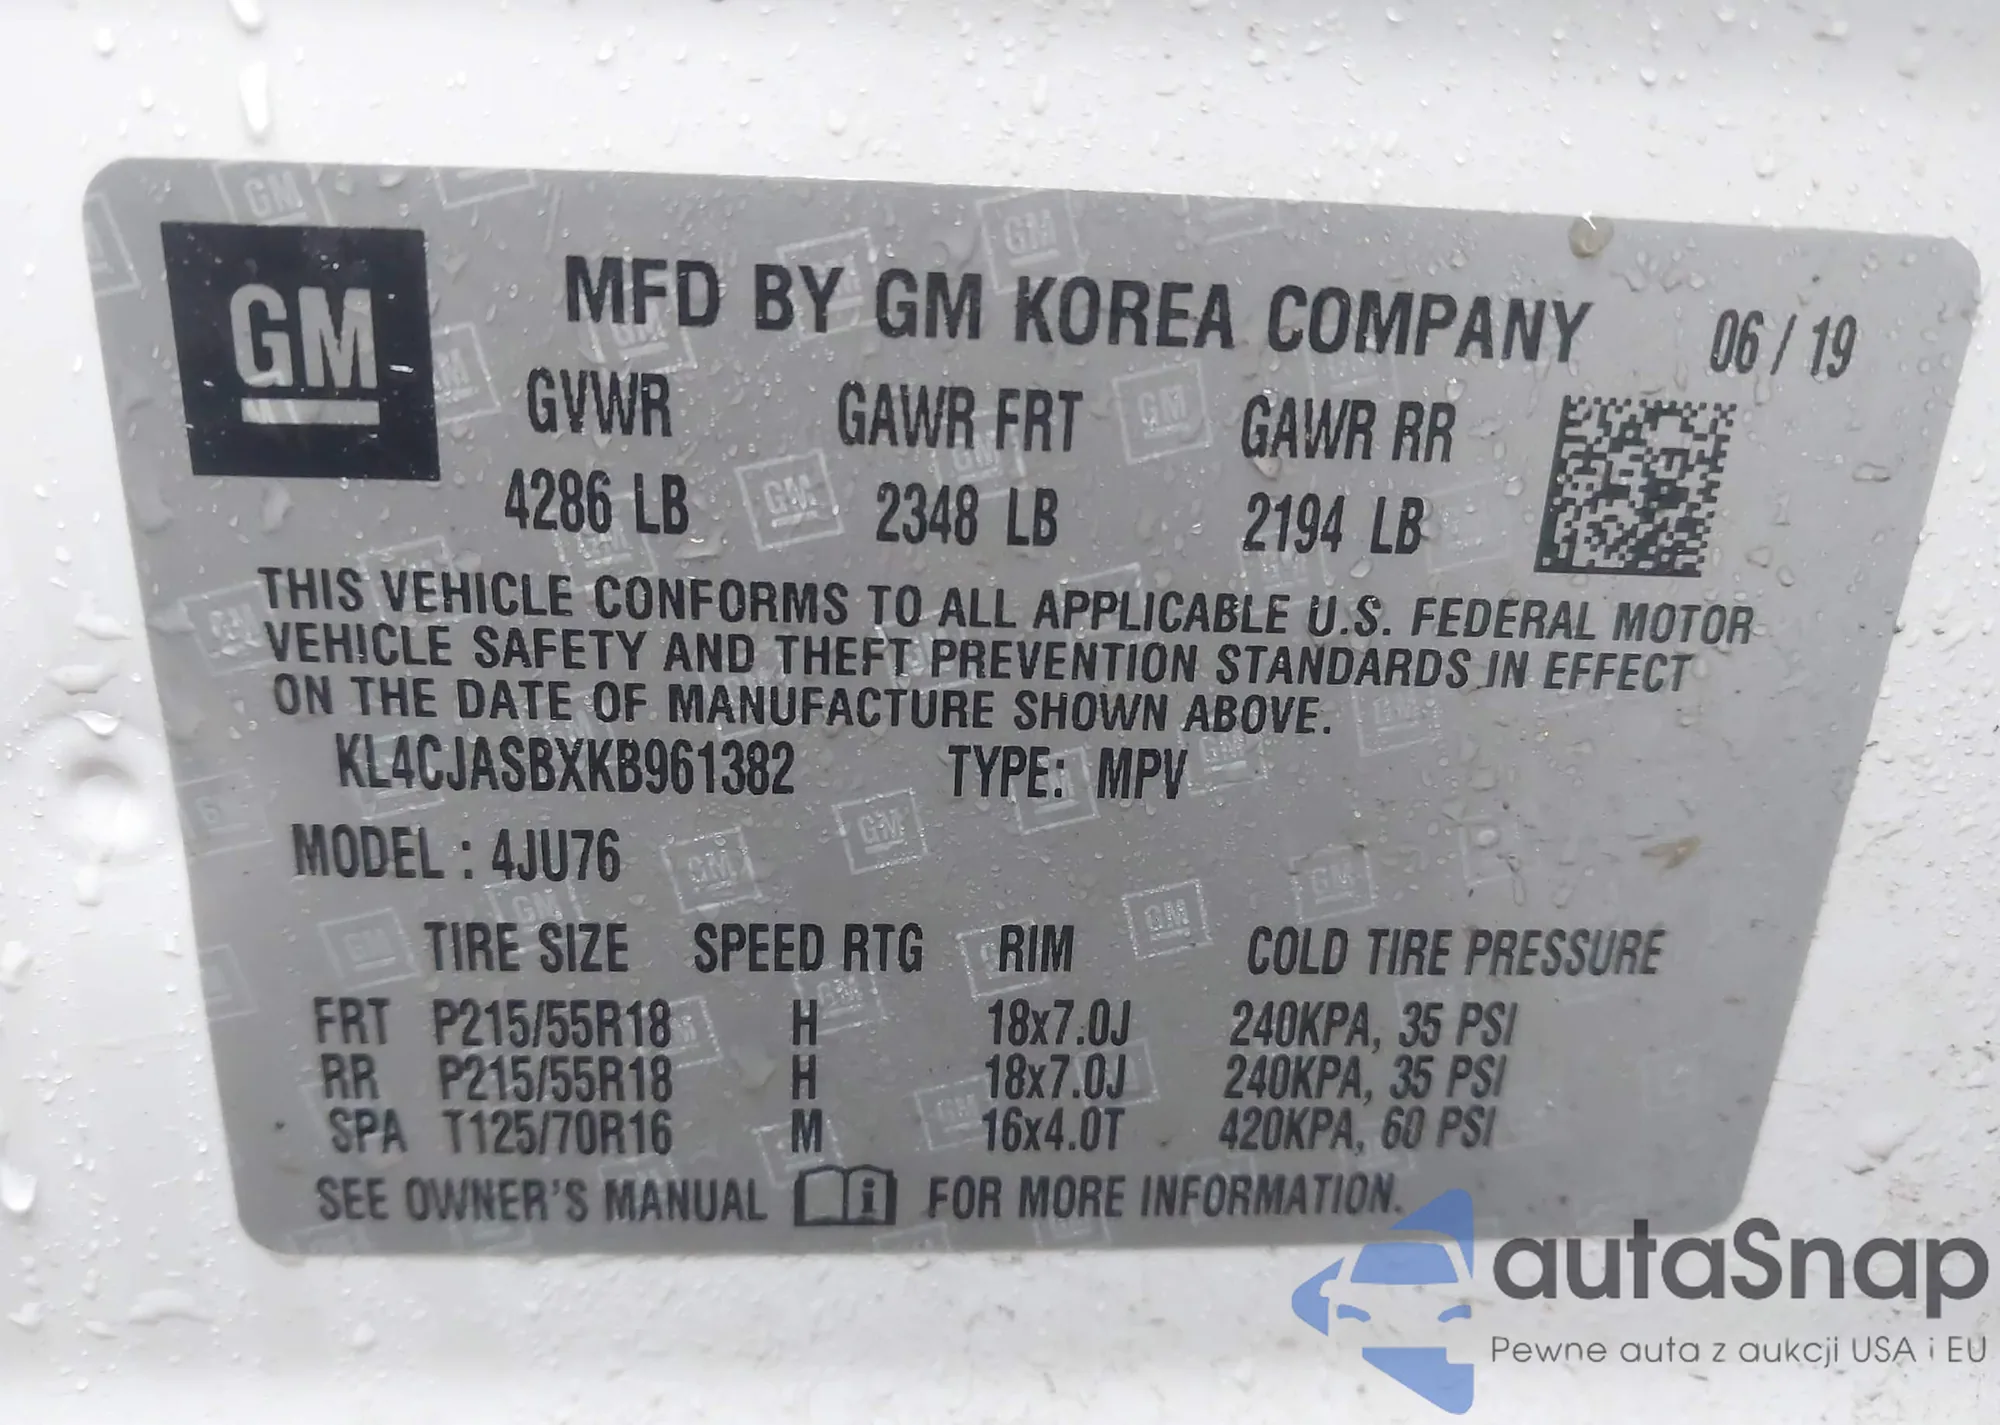 GM
MFD BY GM KOREA COMPANY 06 / 19
GVWR GAWR FRT GAWR RR
4286 LB 2348 LB 2194 LB
THIS VEHICLE CONFORMS TO ALL APPLICABLE U.S. FEDERAL MOTOR
VEHICLE SAFETY AND THEFT PREVENTION STANDARDS IN EFFECT
ON THE DATE OF MANUFACTURE SHOWN ABOVE.
KL4CJASBXKB961382 TYPE: MPV
MODEL : 4JU76
TIRE SIZE SPEED RTG RIM COLD TIRE PRESSURE
FRT P215/55R18 H 18x7.0J 240KPA, 35 PSI
RR P215/55R18 H 18x7.0J 240KPA, 35 PSI
SPA T125/70R16 M 16x4.0T 420KPA, 60 PSI
SEE OWNER'S MANUAL i FOR MORE INFORMATION.
autaSnap
Pewne auta z aukcji USA i EU